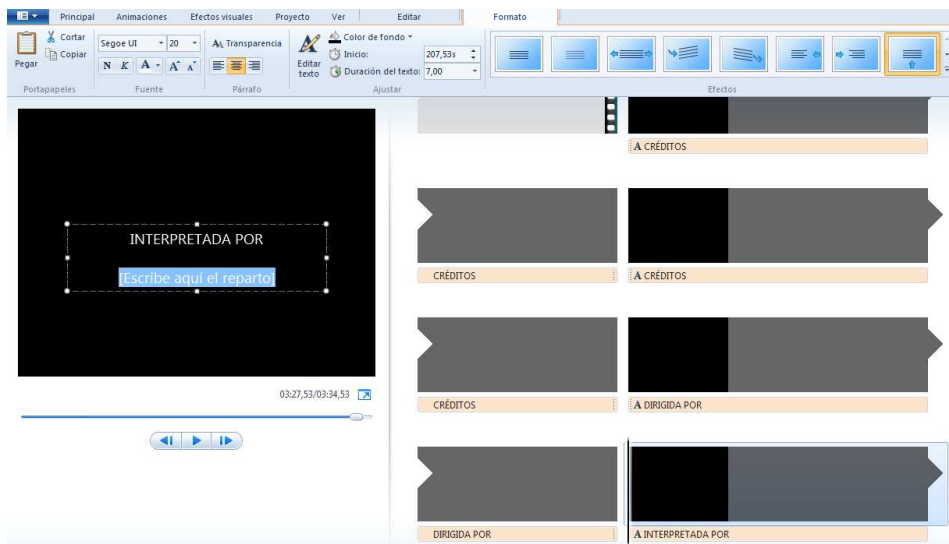 Principal Animaciones Efectos visuales Proyecto Ver Editar Formato
Pegar
Cortar
Copiar
Portapapeles
Segoe UI 20
N K A A A
Fuente
AA Transparencia
Párrafo
Editar texto
Color de fondo
Inicio: 207,53s
Duración del texto: 7,00
Ajustar
Efectos
INTERPRETADA POR
[Escribe aquí el reparto]
03:27,53/03:34,53
A CRÉDITOS
CRÉDITOS A CRÉDITOS
CRÉDITOS A DIRIGIDA POR
DIRIGIDA POR A INTERPRETADA POR